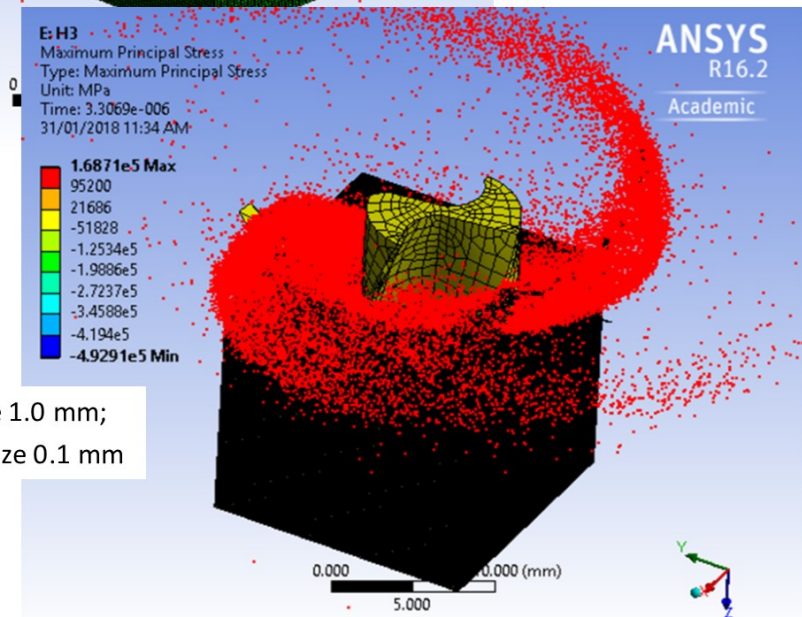 0
E: H3
Maximum Principal Stress
Type: Maximum Principal Stress
Unit: MPa
Time: 3.3069e-006
31/01/2018 11:34 AM
ANSYS
R16.2
Academic
1.6871e5 Max
95200
21686
-51828
-1.2534e5
-1.9886e5
-2.7237e5
-3.4588e5
-4.194e5
-4.9291e5 Min
1.0 mm;
0.1 mm
0.000
0.000 (mm)
5.000
Y
X
Z